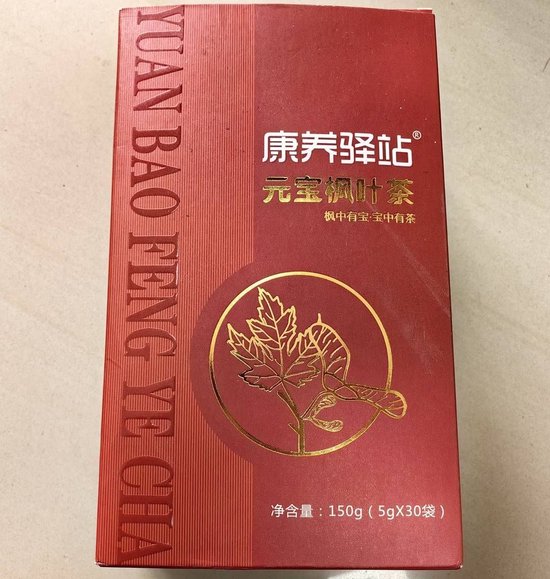 YUAN BAO FENG YE CHA
康养驿站®
元宝枫叶茶
枫中有宝·宝中有茶
净含量：150g（5gX30袋）